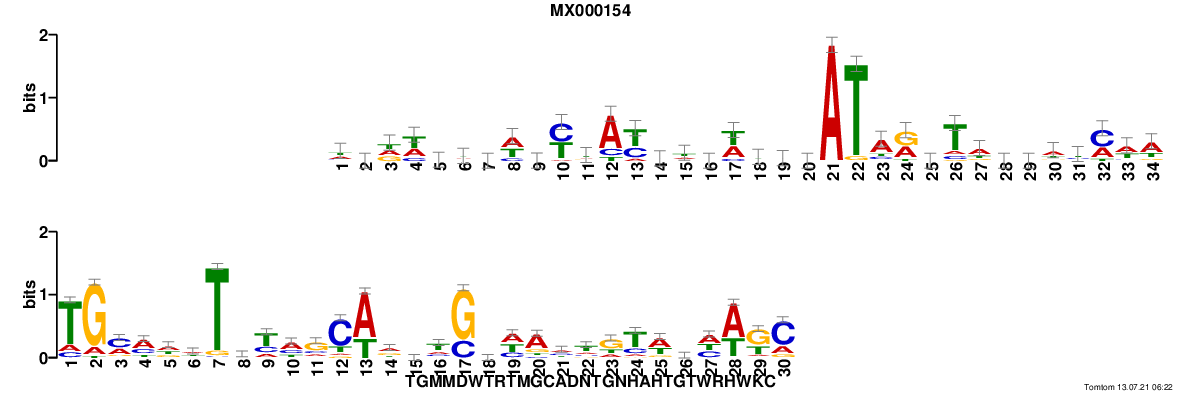 MX000154
2
1
0
bits
1 2 3 4 5 6 7 8 9 10 11 12 13 14 15 16 17 18 19 20 21 22 23 24 25 26 27 28 29 30 31 32 33 34
2
1
0
bits
1 2 3 4 5 6 7 8 9 10 11 12 13 14 15 16 17 18 19 20 21 22 23 24 25 26 27 28 29 30
TGMMDWTRTMGCADNTGNHAHTGTWRHWKC
Tomtom 13.07.21 06:22